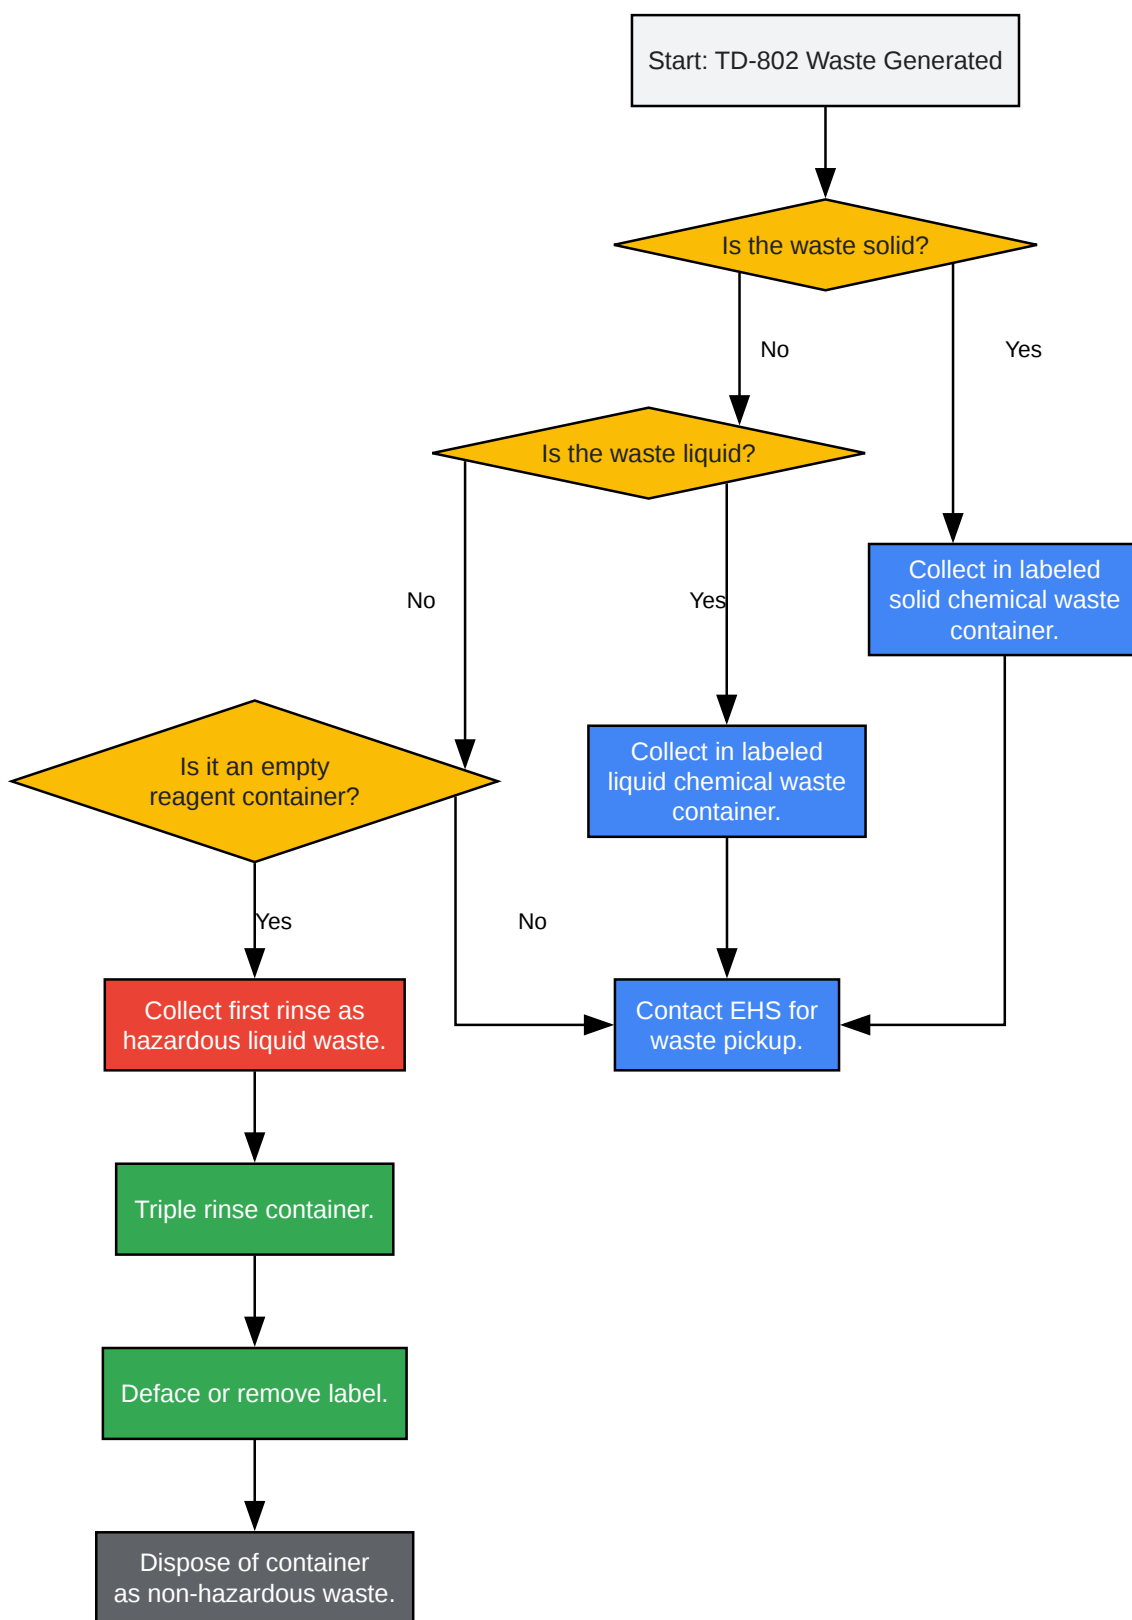 Start: TD-802 Waste Generated
Is the waste solid?
No
Yes
Is the waste liquid?
No
Yes
Collect in labeled
solid chemical waste
container.
Is it an empty
reagent container?
Collect in labeled
liquid chemical waste
container.
Yes
No
Collect first rinse as
hazardous liquid waste.
Contact EHS for
waste pickup.
Triple rinse container.
Deface or remove label.
Dispose of container
as non-hazardous waste.